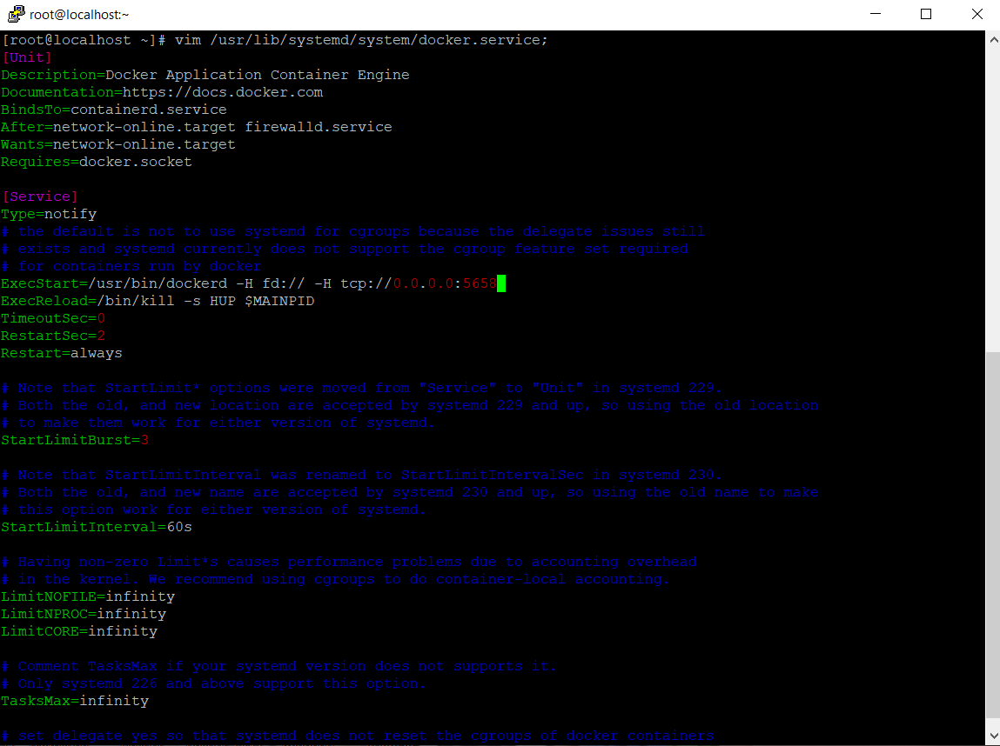 root@localhost:~
[root@localhost ~]# vim /usr/lib/systemd/system/docker.service;
[Unit]
Description=Docker Application Container Engine
Documentation=https://docs.docker.com
BindsTo=containerd.service
After=network-online.target firewalld.service
Wants=network-online.target
Requires=docker.socket
[Service]
Type=notify
# the default is not to use systemd for cgroups because the delegate issues still
# exists and systemd currently does not support the cgroup feature set required
# for containers run by docker
ExecStart=/usr/bin/dockerd -H fd:// -H tcp://0.0.0.0:5658
ExecReload=/bin/kill -s HUP $MAINPID
TimeoutSec=0
RestartSec=2
Restart=always
# Note that StartLimit* options were moved from "Service" to "Unit" in systemd 229.
# Both the old, and new location are accepted by systemd 229 and up, so using the old location
# to make them work for either version of systemd.
StartLimitBurst=3
# Note that StartLimitInterval was renamed to StartLimitIntervalSec in systemd 230.
# Both the old, and new name are accepted by systemd 230 and up, so using the old name to make
# this option work for either version of systemd.
StartLimitInterval=60s
# Having non-zero Limit*s causes performance problems due to accounting overhead
# in the kernel. We recommend using cgroups to do container-local accounting.
LimitNOFILE=infinity
LimitNPROC=infinity
LimitCORE=infinity
# Comment TasksMax if your systemd version does not supports it.
# Only systemd 226 and above support this option.
TasksMax=infinity
# set delegate yes so that systemd does not reset the cgroups of docker containers